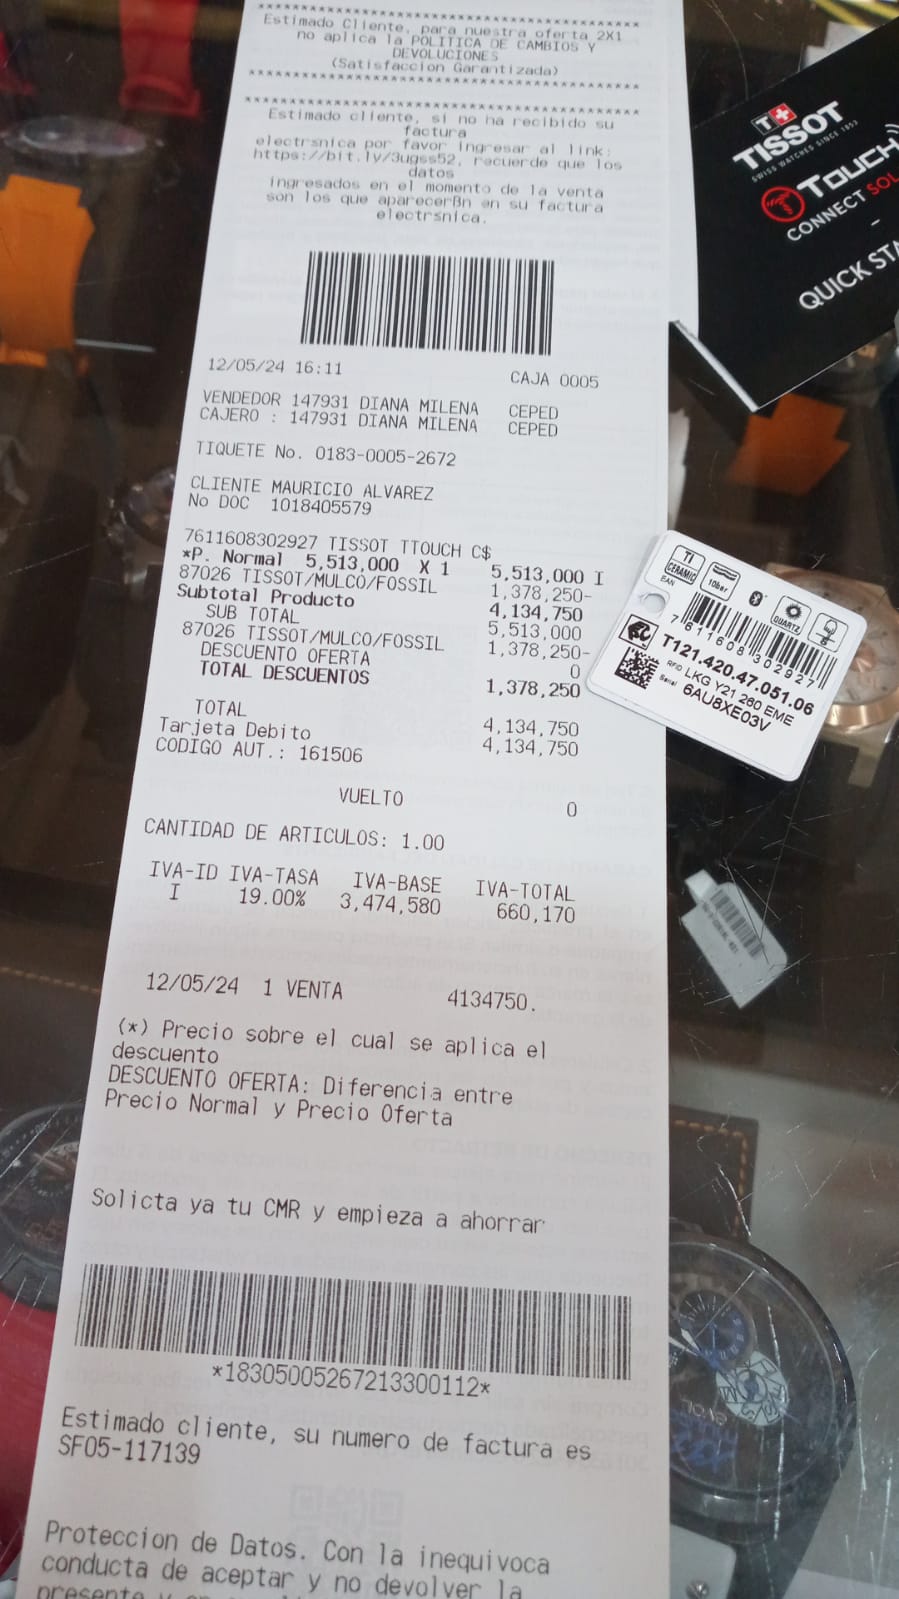 Estimado Cliente, para nuestra oferta 2X1
no aplica la POLITICA DE CAMBIOS Y
DEVOLUCIONES
(Satisfaccion Garantizada)
Estimado cliente, si no ha recibido su
factura
electrsnica por favor ingresar al link:
https://bit.ly/3ugss52, recuerde que los
datos
ingresados en el momento de la venta
son los que aparecerßn en su factura
electrsnica.
12/05/24 16:11 CAJA 0005
VENDEDOR 147931 DIANA MILENA CEPED
CAJERO : 147931 DIANA MILENA CEPED
TIQUETE No. 0183-0005-2672
CLIENTE MAURICIO ALVAREZ
No DOC 1018405579
7611608302927 TISSOT TTOUCH C$
*P. Normal 5,513,000 X 1 5,513,000 I
87026 TISSOT/MULCO/FOSSIL 1,378,250-
Subtotal Producto 4,134,750
SUB TOTAL 5,513,000
87026 TISSOT/MULCO/FOSSIL 1,378,250-
DESCUENTO OFERTA 0
TOTAL DESCUENTOS 1,378,250
TOTAL 4,134,750
Tarjeta Debito 4,134,750
CODIGO AUT.: 161506
VUELTO 0
CANTIDAD DE ARTICULOS: 1.00
IVA-ID IVA-TASA IVA-BASE IVA-TOTAL
I 19.00% 3,474,580 660,170
12/05/24 1 VENTA 4134750.
(*) Precio sobre el cual se aplica el
descuento
DESCUENTO OFERTA: Diferencia entre
Precio Normal y Precio Oferta
Solicta ya tu CMR y empieza a ahorrar
*18305005267213300112*
Estimado cliente, su numero de factura es
SF05-117139
Proteccion de Datos. Con la inequivoca
conducta de aceptar y no devolver la
presente y en
T+
TISSOT
SWISS WATCHES SINCE 1853
TOUCH
CONNECT SOL
QUICK STA
TI
CERAMIC
10bar
QUARTZ
EAN
7 611608 302927
T121.420.47.051.06
RFID LKG Y21 260 EME
Serial 6AU8XE03V